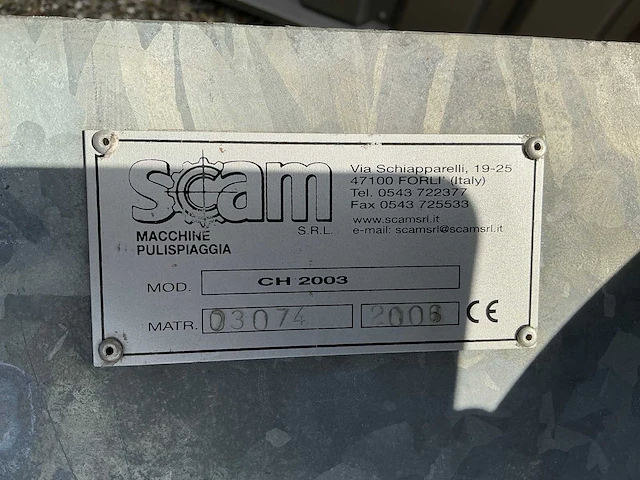 scam
S.R.L.
MACCHINE
PULISPIAGGIA
Via Schiapparelli, 19-25
47100 FORLI' (Italy)
Tel. 0543 722377
Fax 0543 725533
www.scamsrl.it
e-mail: scamsrl@scamsrl.it
MOD. CH 2003
MATR. 03074 2006 CE